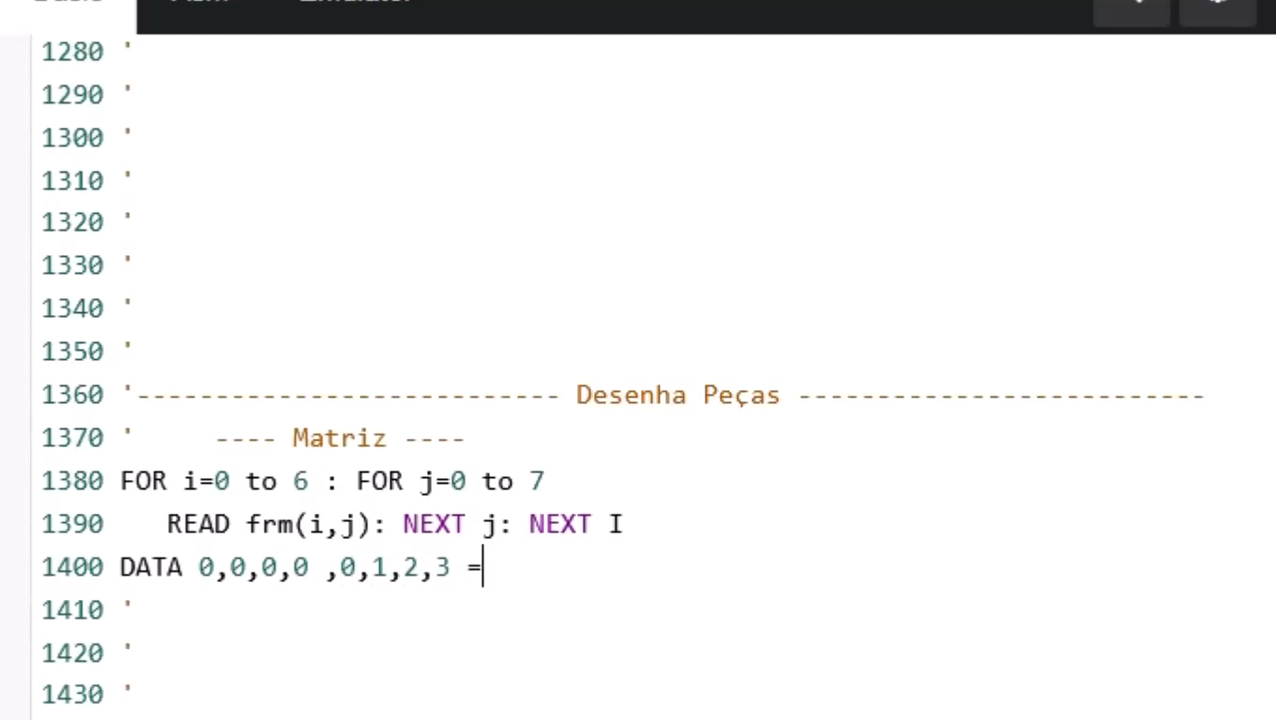 1280 '
1290 '
1300 '
1310 '
1320 '
1330 '
1340 '
1350 '
1360 '--------------------------- Desenha Peças --------------------------
1370 '     ---- Matriz ----
1380 FOR i=0 to 6 : FOR j=0 to 7
1390    READ frm(i,j): NEXT j: NEXT I
1400 DATA 0,0,0,0 ,0,1,2,3 =
1410 '
1420 '
1430 '